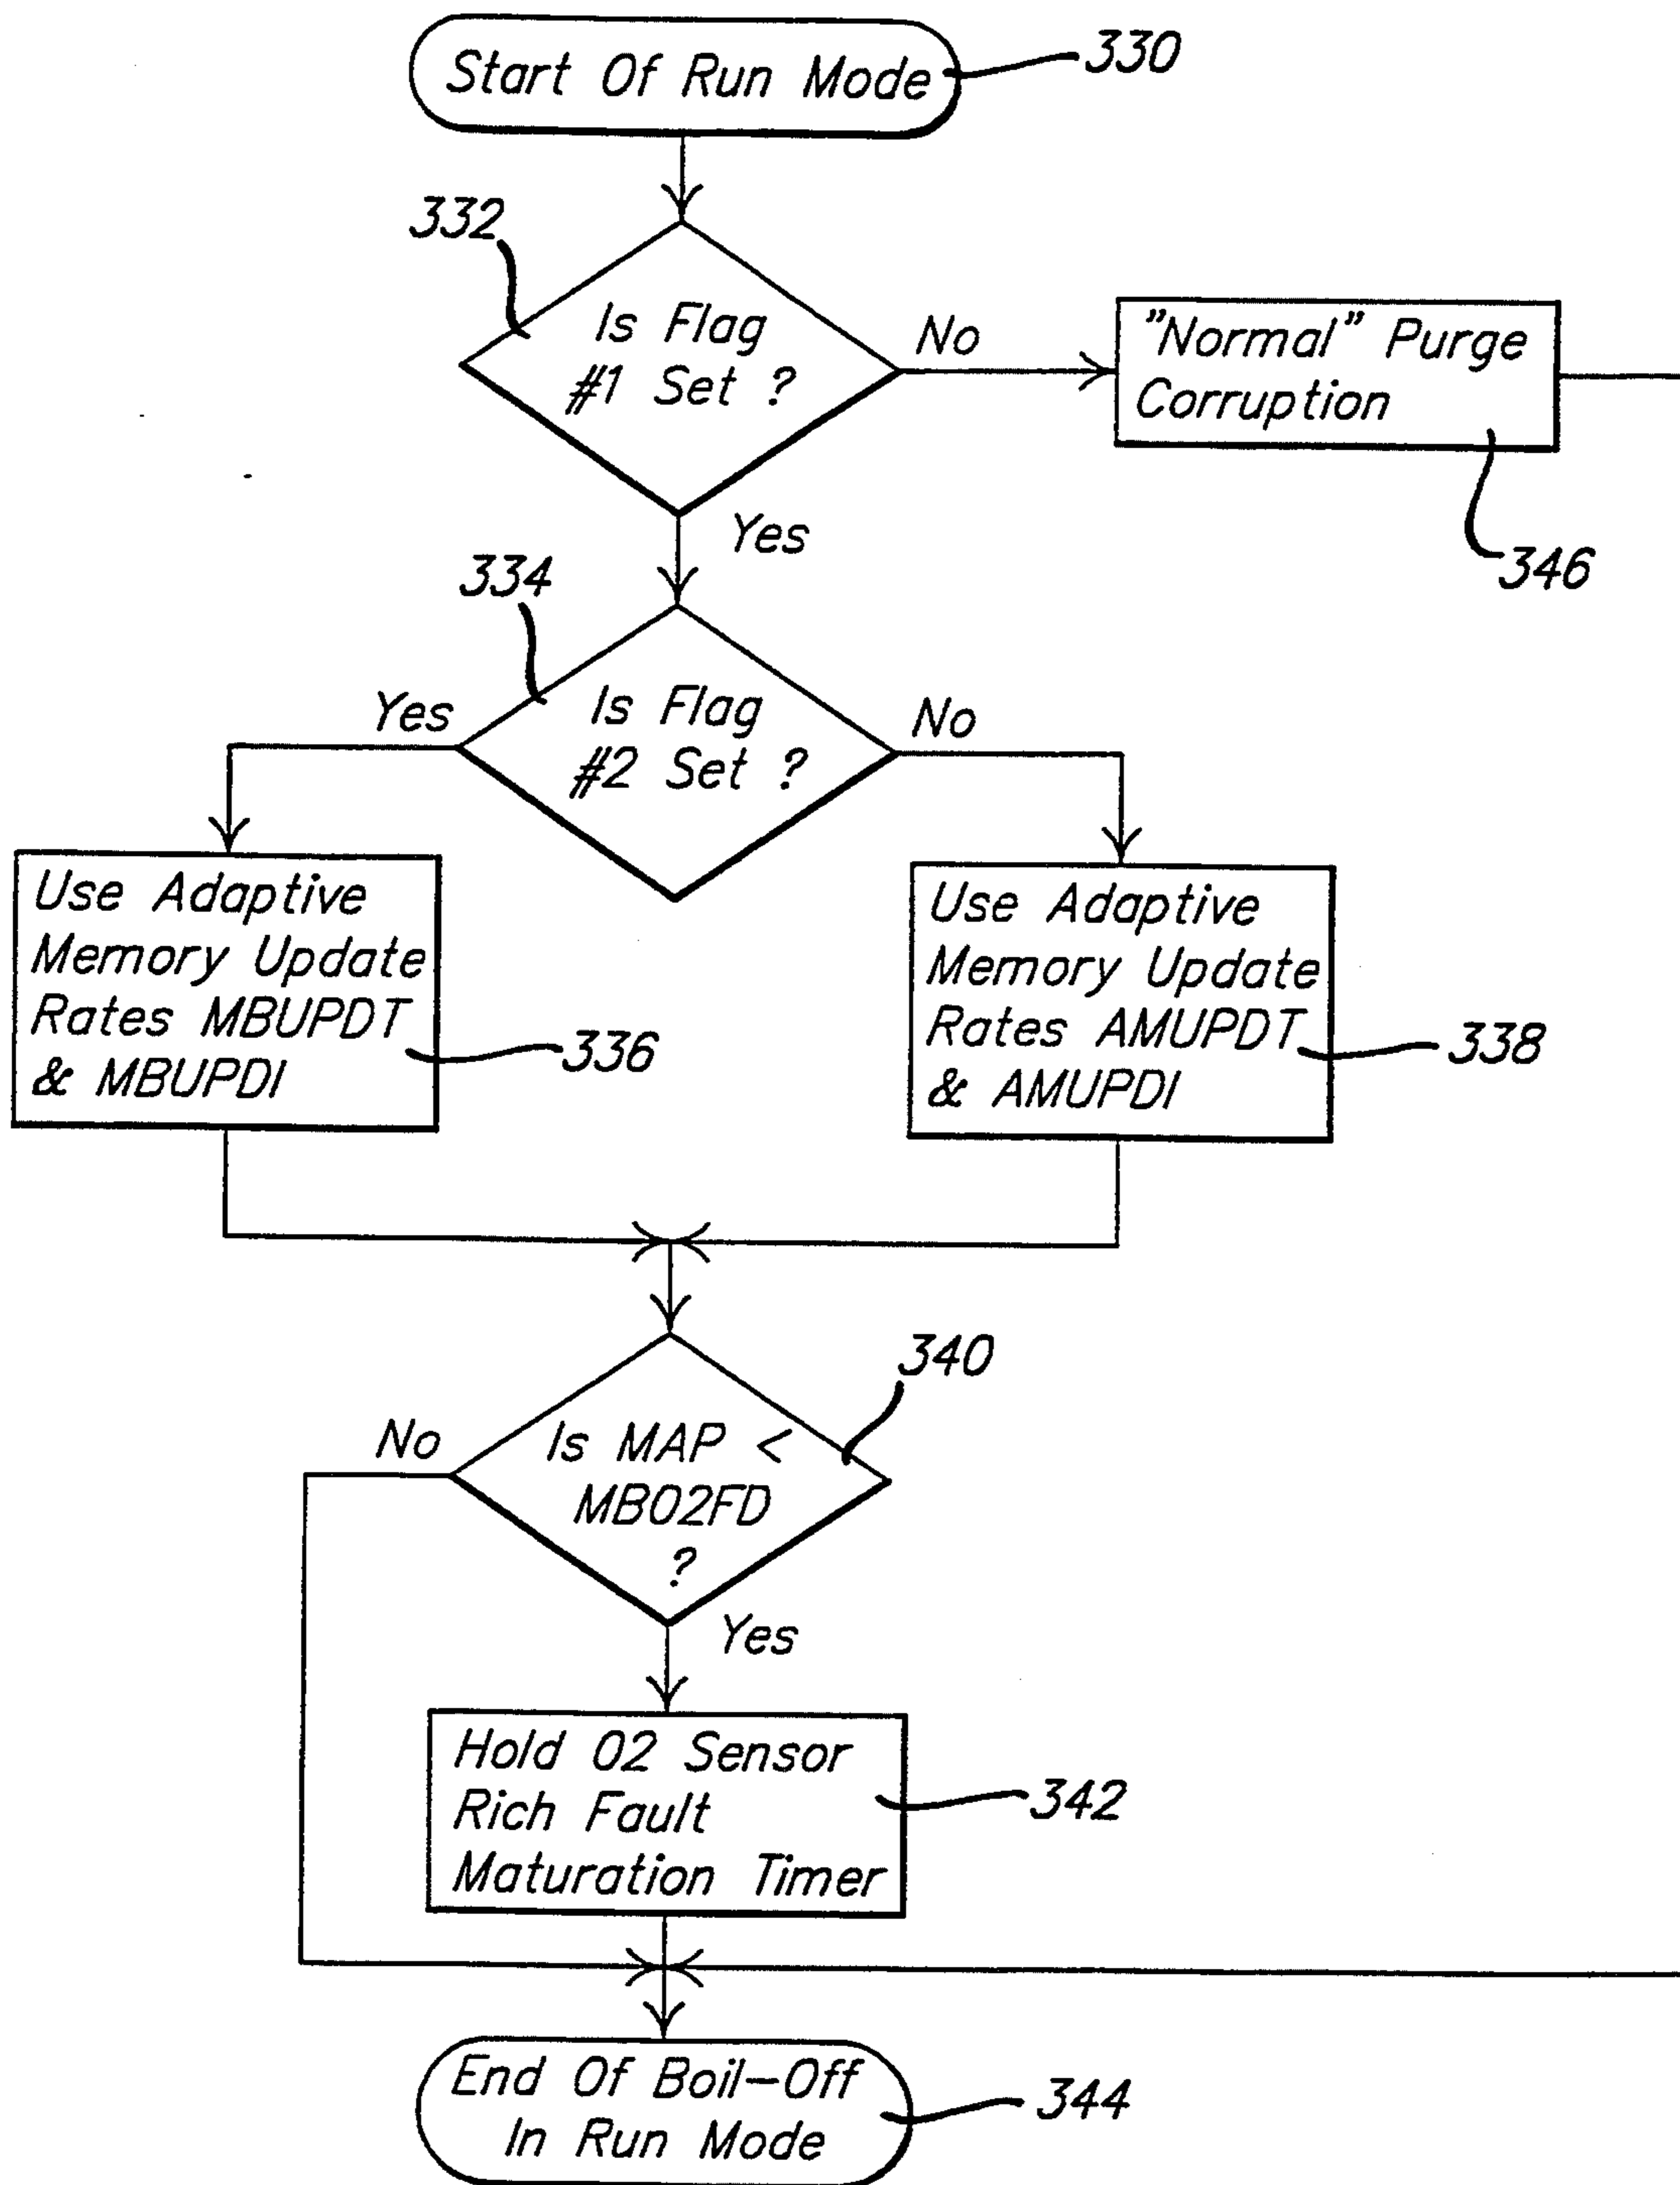 Start Of Run Mode
330
332
Is Flag
#1 Set ?
No
"Normal" Purge
Corruption
346
Yes
334
Is Flag
#2 Set ?
Yes
No
Use Adaptive
Memory Update
Rates MBUPDT
& MBUPDI
336
Use Adaptive
Memory Update
Rates AMUPDT
& AMUPDI
338
340
Is MAP <
MBO2FD
?
No
Yes
Hold O2 Sensor
Rich Fault
Maturation Timer
342
End Of Boil-Off
In Run Mode
344